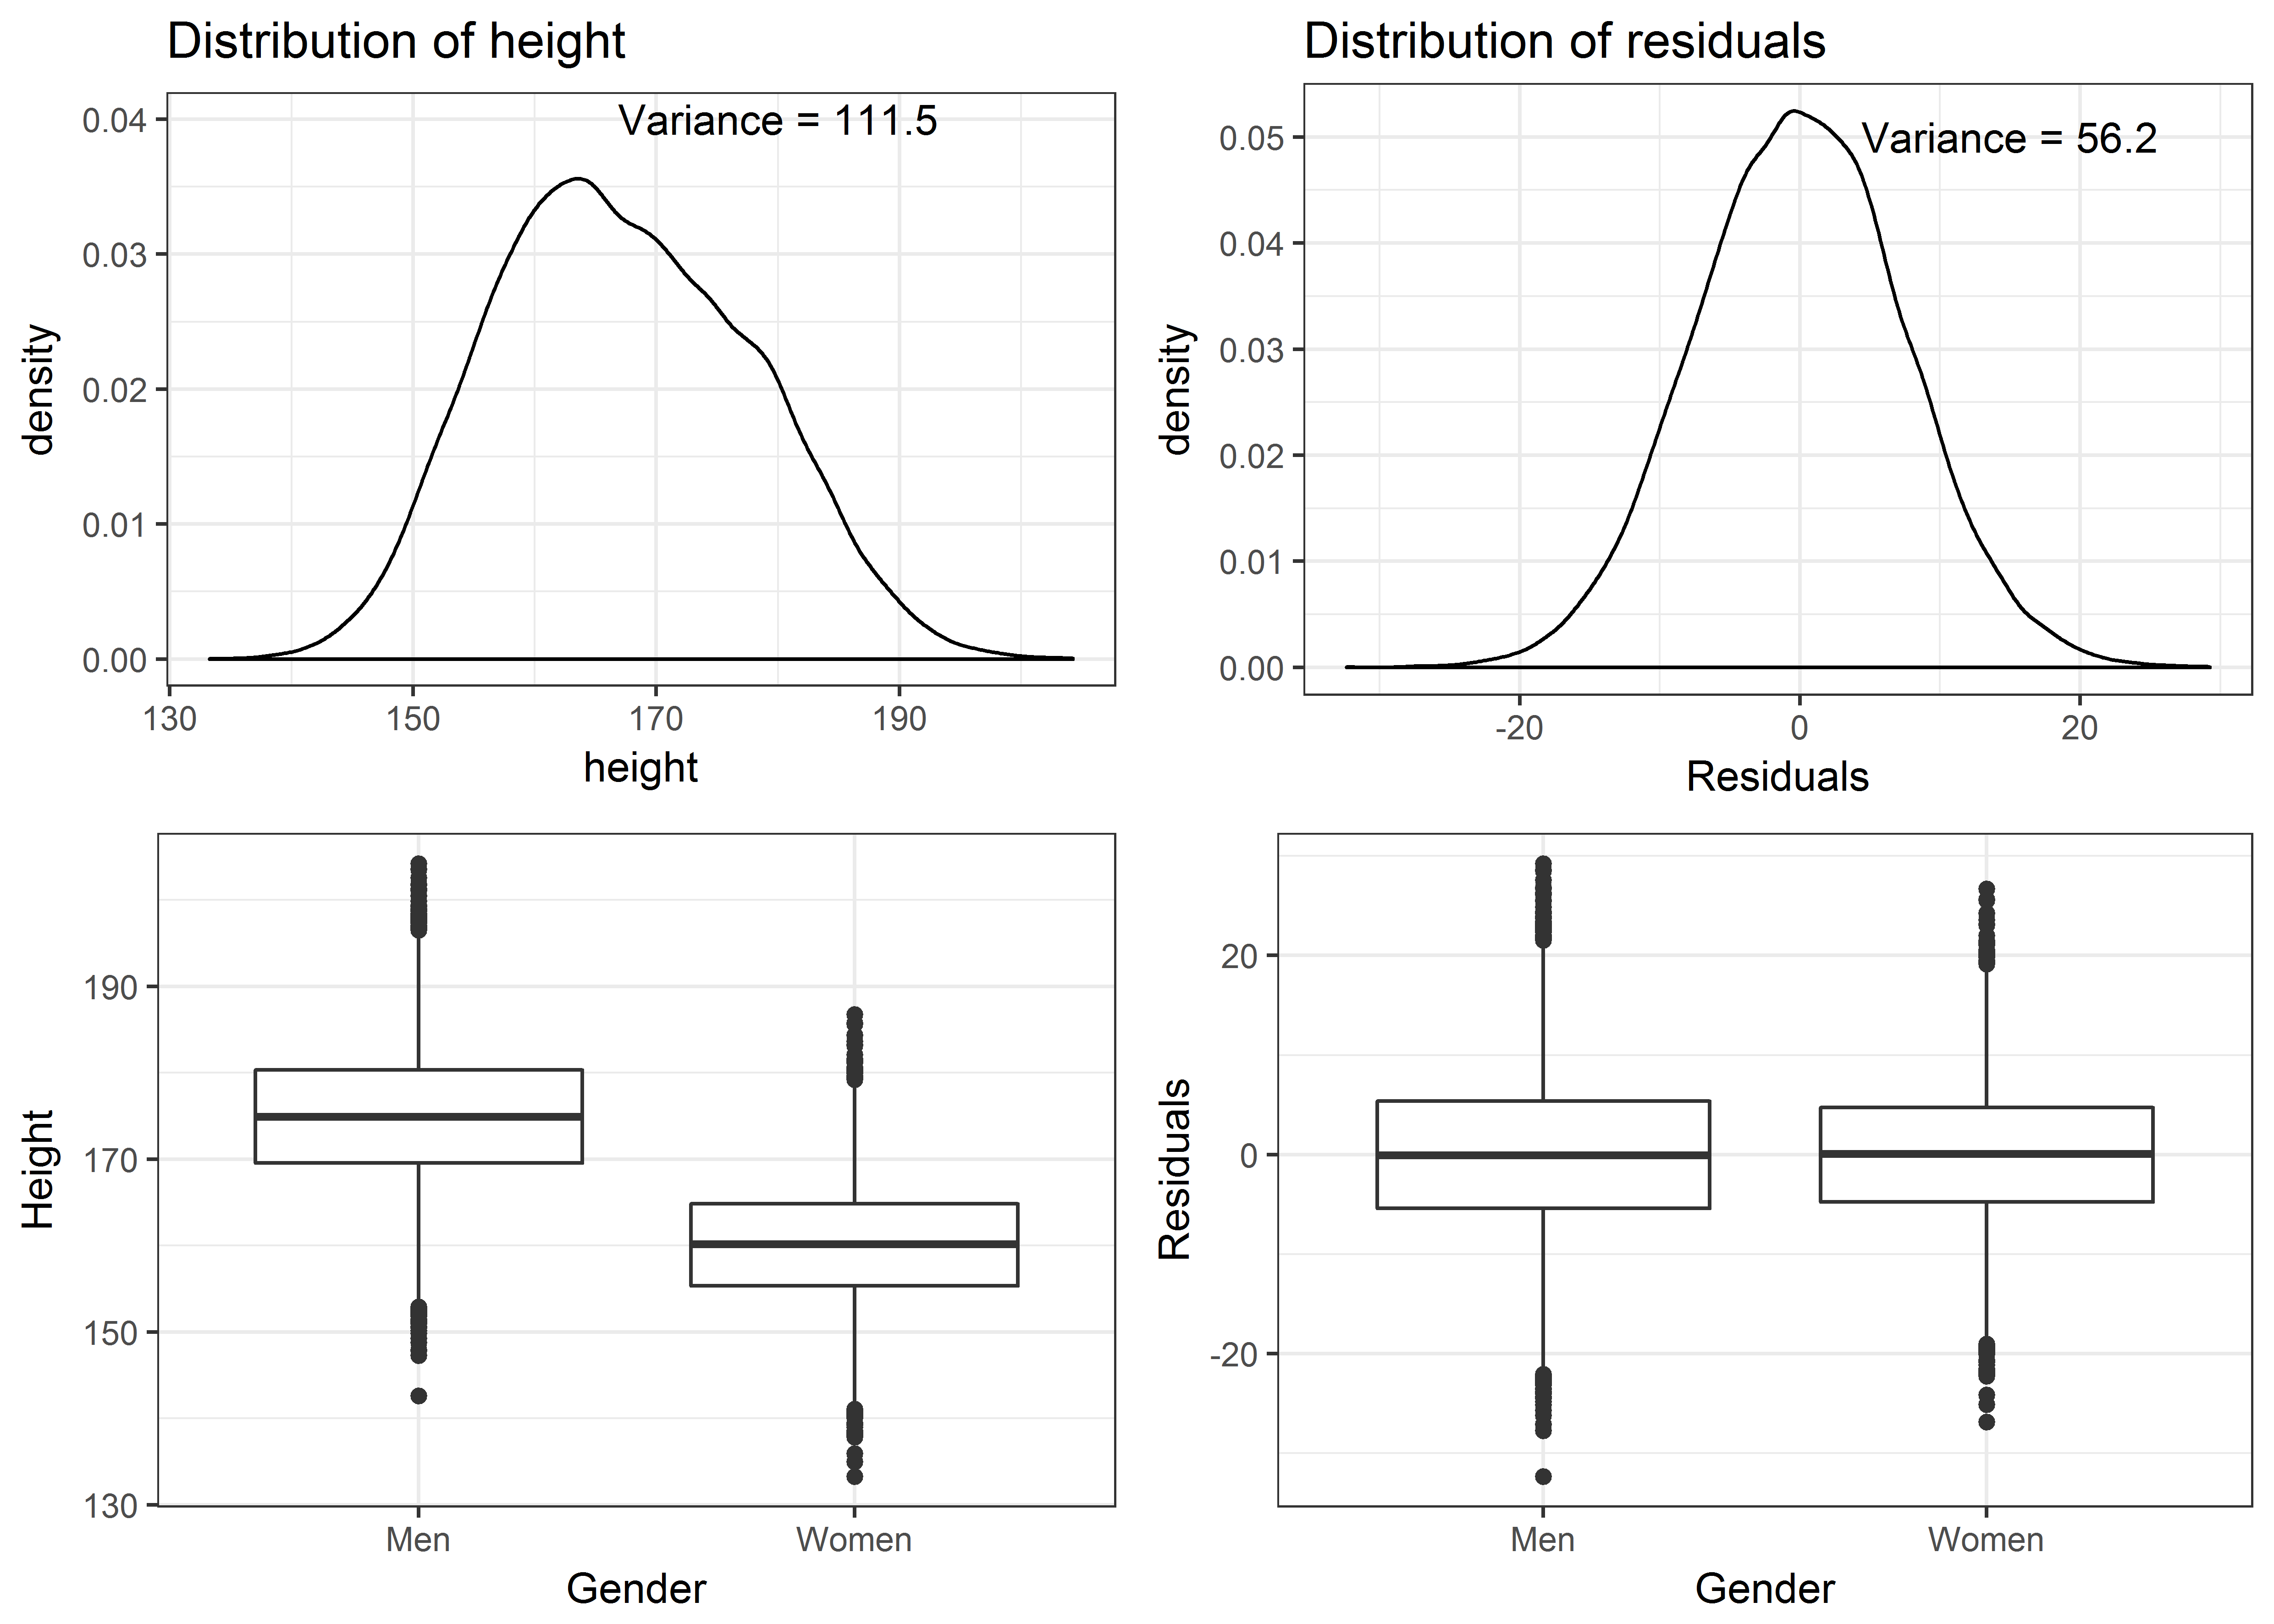 Distribution of height
Variance = 111.5
0.04
0.03
0.02
0.01
0.00
density
130 150 170 190
height
Distribution of residuals
Variance = 56.2
0.05
0.04
0.03
0.02
0.01
0.00
density
-20 0 20
Residuals
190
170
150
130
Height
Men Women
Gender
20
0
-20
Residuals
Men Women
Gender